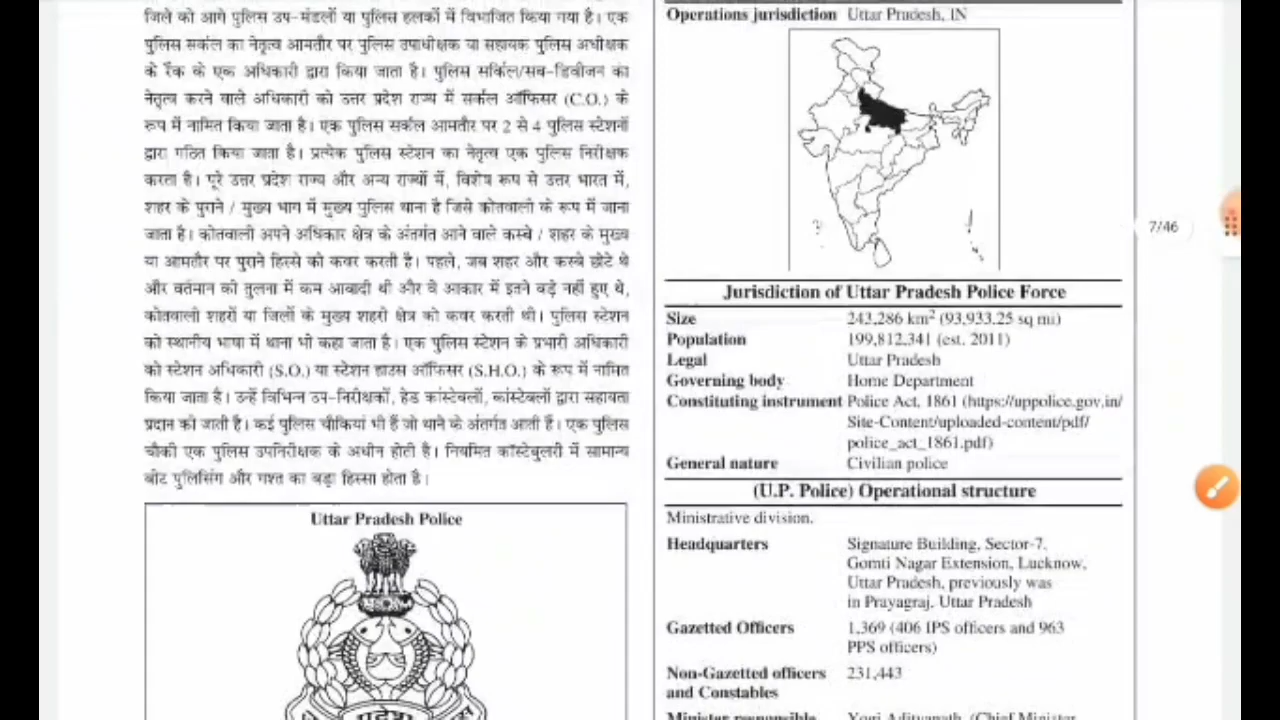 जिले को आगे पुलिस उप-मंडलों या पुलिस हलकों में विभाजित किया गया है। एक
पुलिस सर्कल का नेतृत्व आमतौर पर पुलिस उपाधीक्षक या सहायक पुलिस अधीक्षक
के रैंक के एक अधिकारी द्वारा किया जाता है। पुलिस सर्किल/सब-डिवीजन का
नेतृत्व करने वाले अधिकारी को उत्तर प्रदेश राज्य में सर्कल ऑफिसर (C.O.) के
रूप में नामित किया जाता है। एक पुलिस सर्कल आमतौर पर 2 से 4 पुलिस स्टेशनों
द्वारा गठित किया जाता है। प्रत्येक पुलिस स्टेशन का नेतृत्व एक पुलिस निरीक्षक
करता है। पूरे उत्तर प्रदेश राज्य और अन्य राज्यों में, विशेष रूप से उत्तर भारत में,
शहर के पुराने / मुख्य भाग में मुख्य पुलिस थाना है जिसे कोतवाली के रूप में जाना
जाता है। कोतवाली अपने अधिकार क्षेत्र के अंतर्गत आने वाले कस्बे / शहर के मुख्य
या आमतौर पर पुराने हिस्से को कवर करती है। पहले, जब शहर और कस्बे छोटे थे
और वर्तमान की तुलना में कम आबादी थी और वे आकार में इतने बड़े नहीं हुए थे,
कोतवाली शहरों या जिलों के मुख्य शहरी क्षेत्र को कवर करती थी। पुलिस स्टेशन
को स्थानीय भाषा में थाना भी कहा जाता है। एक पुलिस स्टेशन के प्रभारी अधिकारी
को स्टेशन अधिकारी (S.O.) या स्टेशन हाउस ऑफिसर (S.H.O.) के रूप में नामित
किया जाता है। उन्हें विभिन्न उप-निरीक्षकों, हेड कांस्टेबलों, कांस्टेबलों द्वारा सहायता
प्रदान की जाती है। कई पुलिस चौकियां भी हैं जो थाने के अंतर्गत आती हैं। एक पुलिस
चौकी एक पुलिस उपनिरीक्षक के अधीन होती है। नियमित कॉस्टेबुलरी में सामान्य
बीट पुलिसिंग और गश्त का बड़ा हिस्सा होता है।
Uttar Pradesh Police
Operations jurisdiction Uttar Pradesh, IN
Jurisdiction of Uttar Pradesh Police Force
Size 243,286 km² (93,933.25 sq mi)
Population 199,812,341 (est. 2011)
Legal Uttar Pradesh
Governing body Home Department
Constituting instrument Police Act, 1861 (https://uppolice.gov.in/
Site-Content/uploaded-content/pdf/
police_act_1861.pdf)
General nature Civilian police
(U.P. Police) Operational structure
Ministrative division.
Headquarters Signature Building, Sector-7,
Gomti Nagar Extension, Lucknow,
Uttar Pradesh, previously was
in Prayagraj, Uttar Pradesh
Gazetted Officers 1,369 (406 IPS officers and 963
PPS officers)
Non-Gazetted officers 231,443
and Constables
Minister responsible Yogi Adityanath, (Chief Minister
7/46